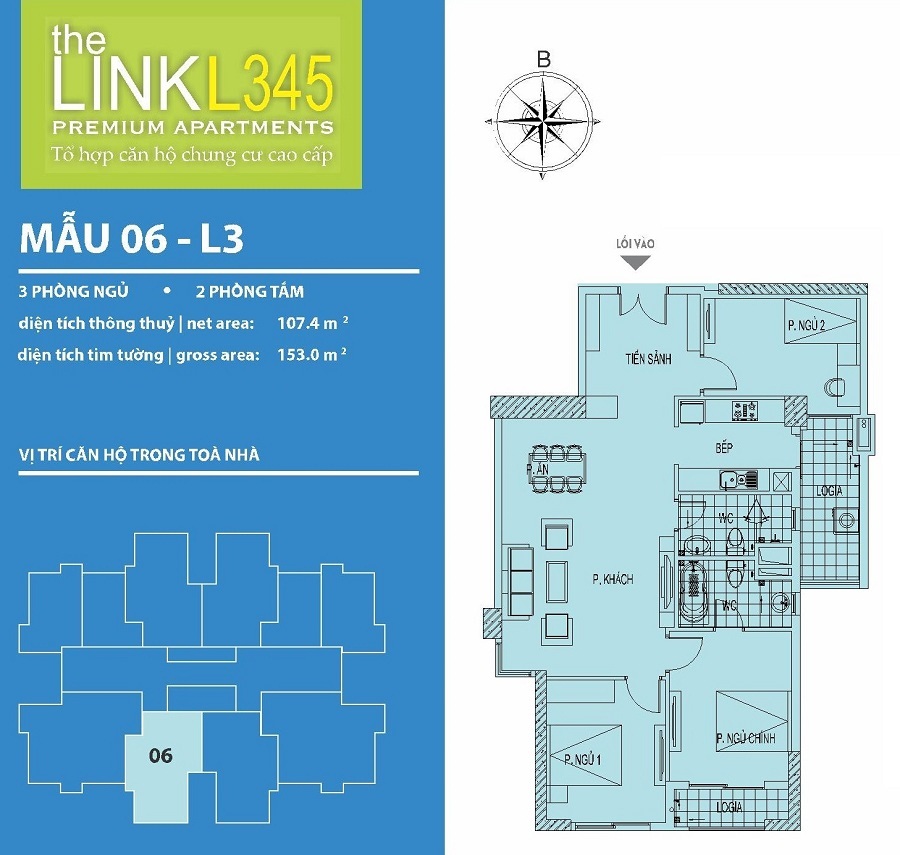 the
LINK L345
PREMIUM APARTMENTS
Tổ hợp căn hộ chung cư cao cấp
MẪU 06 - L3
3 PHÒNG NGỦ • 2 PHÒNG TẮM
diện tích thông thuỷ | net area: 107.4 m 2
diện tích tim tường | gross area: 153.0 m 2
VỊ TRÍ CĂN HỘ TRONG TOÀ NHÀ
06
B
LỐI VÀO
TIỀN SẢNH
P. NGỦ 2
BẾP
P. ĂN
LOGIA
WC
P. KHÁCH
WC
P. NGỦ CHÍNH
P. NGỦ 1
LOGIA